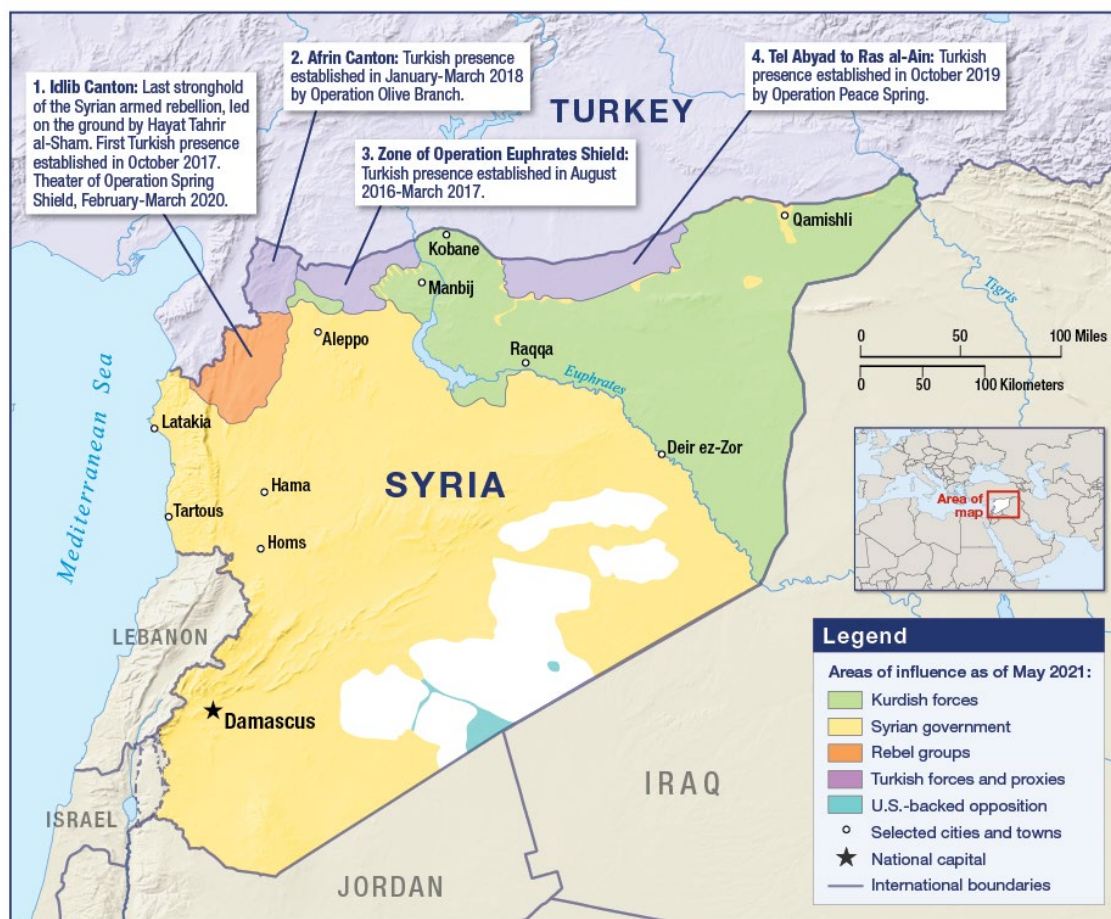 1. Idlib Canton: Last stronghold
of the Syrian armed rebellion, led
on the ground by Hayat Tahrir
al-Sham. First Turkish presence
established in October 2017.
Theater of Operation Spring
Shield, February-March 2020.
2. Afrin Canton: Turkish presence
established in January-March 2018
by Operation Olive Branch.
3. Zone of Operation Euphrates Shield:
Turkish presence established in August
2016-March 2017.
4. Tel Abyad to Ras al-Ain: Turkish
presence established in October 2019
by Operation Peace Spring.
TURKEY
Qamishli
Kobane
Manbij
Tigris
Aleppo
Raqqa
Euphrates
0 50 100 Miles
0 50 100 Kilometers
Mediterranean Sea
Latakia
Deir ez-Zor
Hama
SYRIA
Tartous
Homs
Area of
map
LEBANON
Damascus
ISRAEL
JORDAN
IRAQ
Legend
Areas of influence as of May 2021:
Kurdish forces
Syrian government
Rebel groups
Turkish forces and proxies
U.S.-backed opposition
Selected cities and towns
National capital
International boundaries